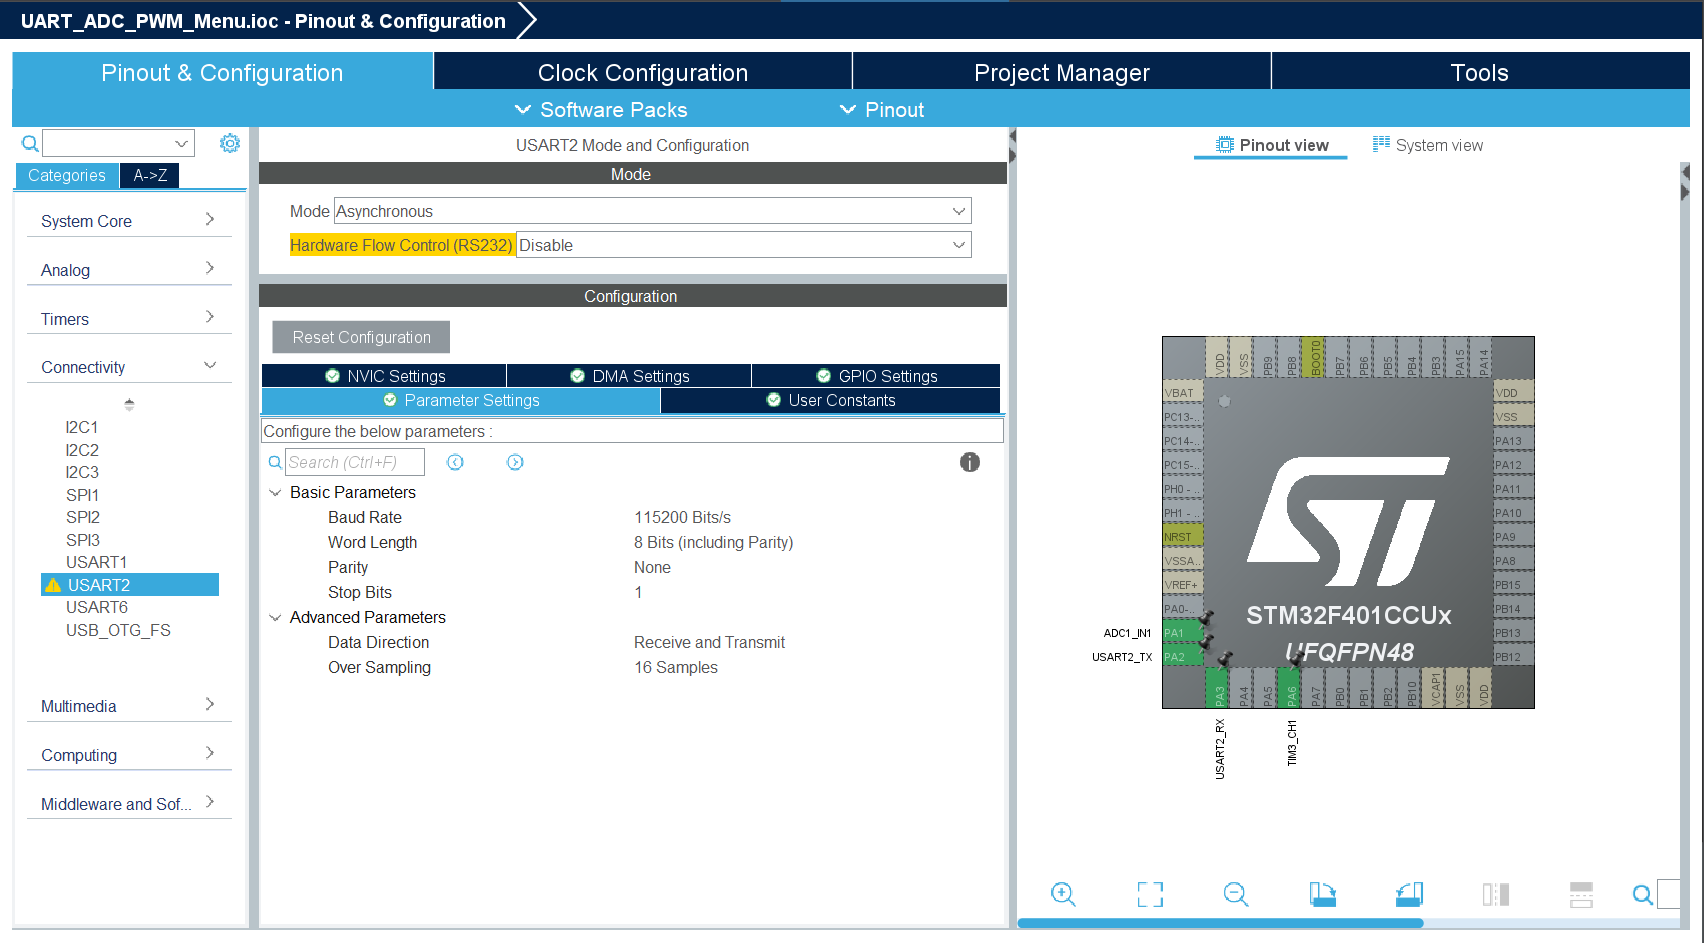 UART_ADC_PWM_Menu.ioc - Pinout & Configuration
Pinout & Configuration
Clock Configuration
Project Manager
Tools
Software Packs
Pinout
Categories
A->Z
System Core
Analog
Timers
Connectivity
I2C1
I2C2
I2C3
SPI1
SPI2
SPI3
USART1
USART2
USART6
USB_OTG_FS
Multimedia
Computing
Middleware and Sof...
USART2 Mode and Configuration
Mode
Mode Asynchronous
Hardware Flow Control (RS232) Disable
Configuration
Reset Configuration
NVIC Settings
DMA Settings
GPIO Settings
Parameter Settings
User Constants
Configure the below parameters :
Search (Ctrl+F)
Basic Parameters
Baud Rate 115200 Bits/s
Word Length 8 Bits (including Parity)
Parity None
Stop Bits 1
Advanced Parameters
Data Direction Receive and Transmit
Over Sampling 16 Samples
Pinout view
System view
VDD
VSS
PB9
PB8
BOOT0
PB7
PB6
PB5
PB4
PB3
PA15
PA14
VBAT
PC13-..
PC14-..
PC15-..
PH0 - ..
PH1 - ..
NRST
VSSA..
VREF+
PA0-..
PA1
PA2
ADC1_IN1
USART2_TX
VDD
VSS
PA13
PA12
PA11
PA10
PA9
PA8
PB15
PB14
PB13
PB12
ST
STM32F401CCUx
UFQFPN48
PA3
PA4
PA5
PA6
PA7
PB0
PB1
PB2
PB10
VCAP1
VSS
VDD
USART2_RX
TIM3_CH1